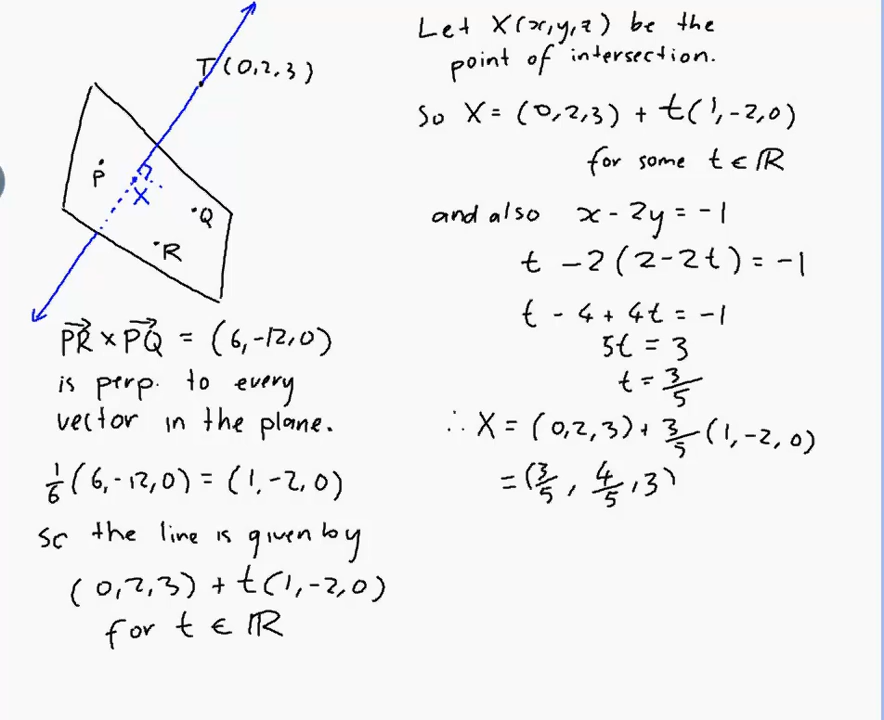 T(0,2,3)
P
X
Q
R
PR⃗ × PQ⃗ = (6,-12,0)
is perp. to every
vector in the plane.
1/6(6,-12,0) = (1,-2,0)
so the line is given by
(0,2,3) + t(1,-2,0)
for t ∈ ℝ
Let X(x,y,z) be the
point of intersection.
So X = (0,2,3) + t(1,-2,0)
for some t ∈ ℝ
and also x - 2y = -1
t - 2(2-2t) = -1
t - 4 + 4t = -1
5t = 3
t = 3/5
∴ X = (0,2,3) + 3/5(1,-2,0)
= (3/5, 4/5, 3)